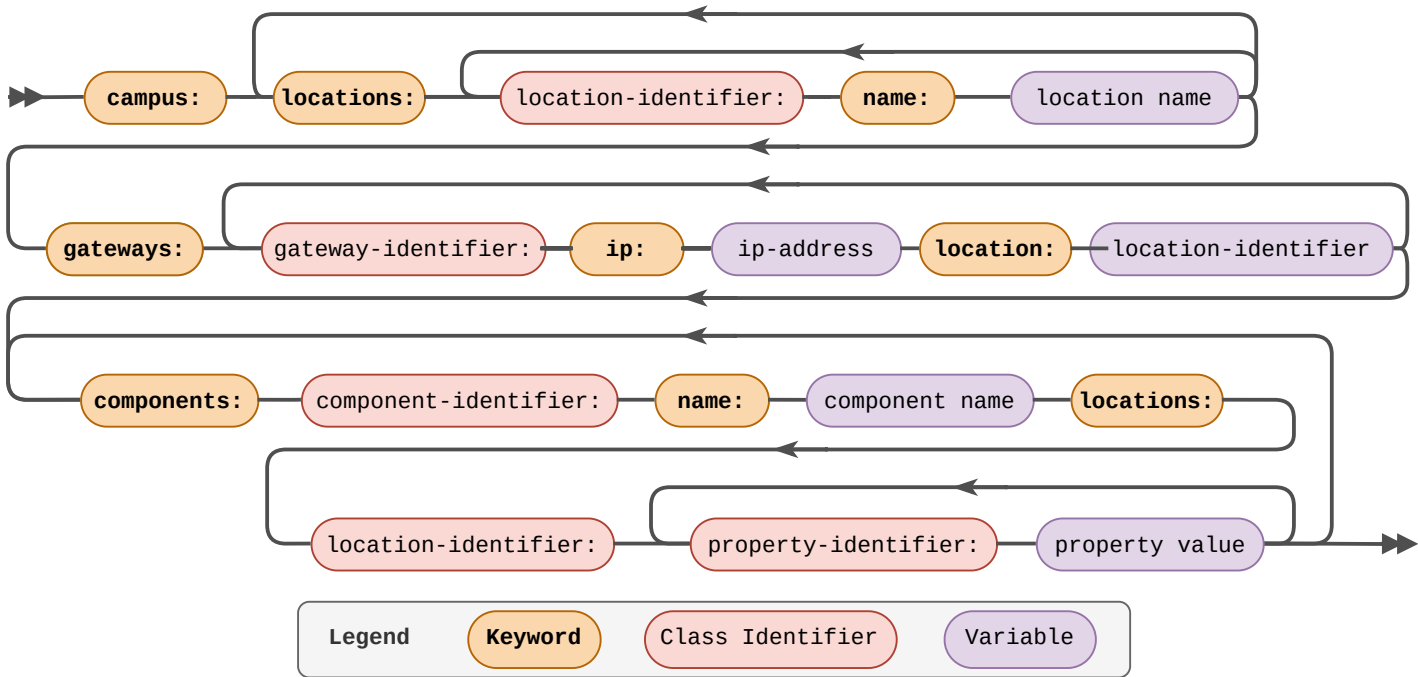 campus: locations: location-identifier: name: location name
gateways: gateway-identifier: ip: ip-address location: location-identifier
components: component-identifier: name: component name locations:
location-identifier: property-identifier: property value
Legend Keyword Class Identifier Variable